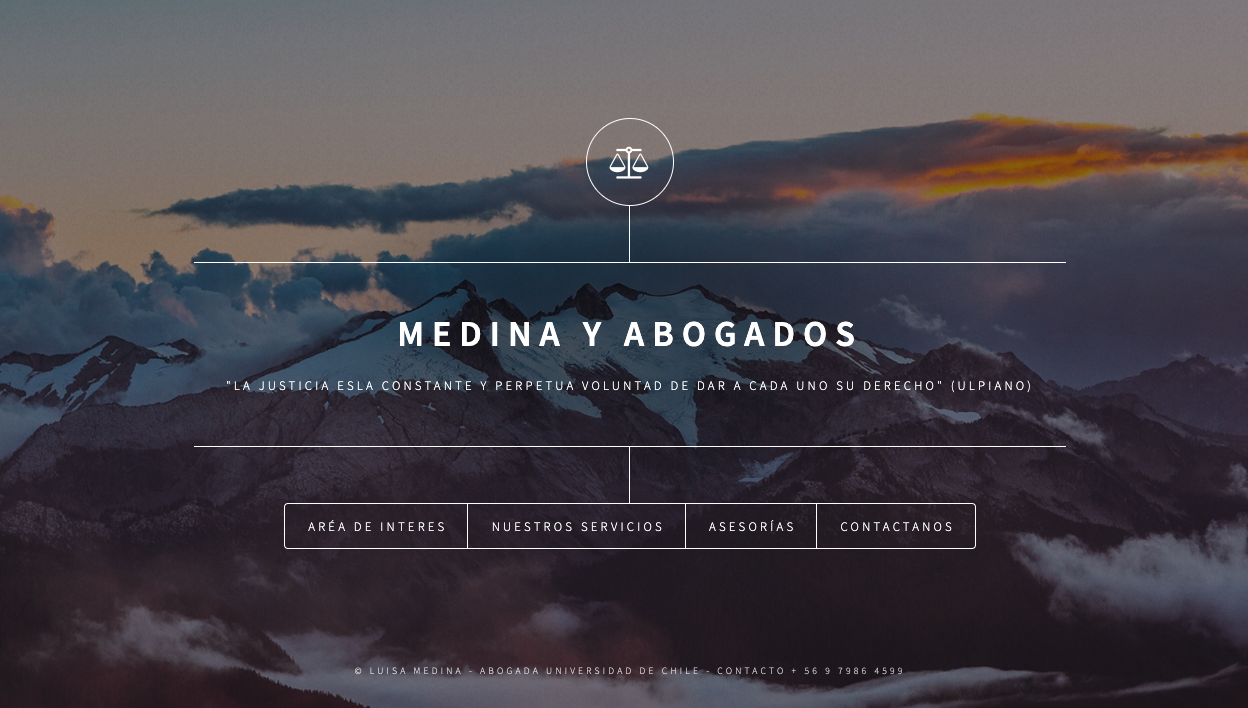 MEDINA Y ABOGADOS
"LA JUSTICIA ESLA CONSTANTE Y PERPETUA VOLUNTAD DE DAR A CADA UNO SU DERECHO" (ULPIANO)
ARÉA DE INTERES
NUESTROS SERVICIOS
ASESORÍAS
CONTACTANOS
© LUISA MEDINA - ABOGADA UNIVERSIDAD DE CHILE - CONTACTO + 56 9 7986 4599